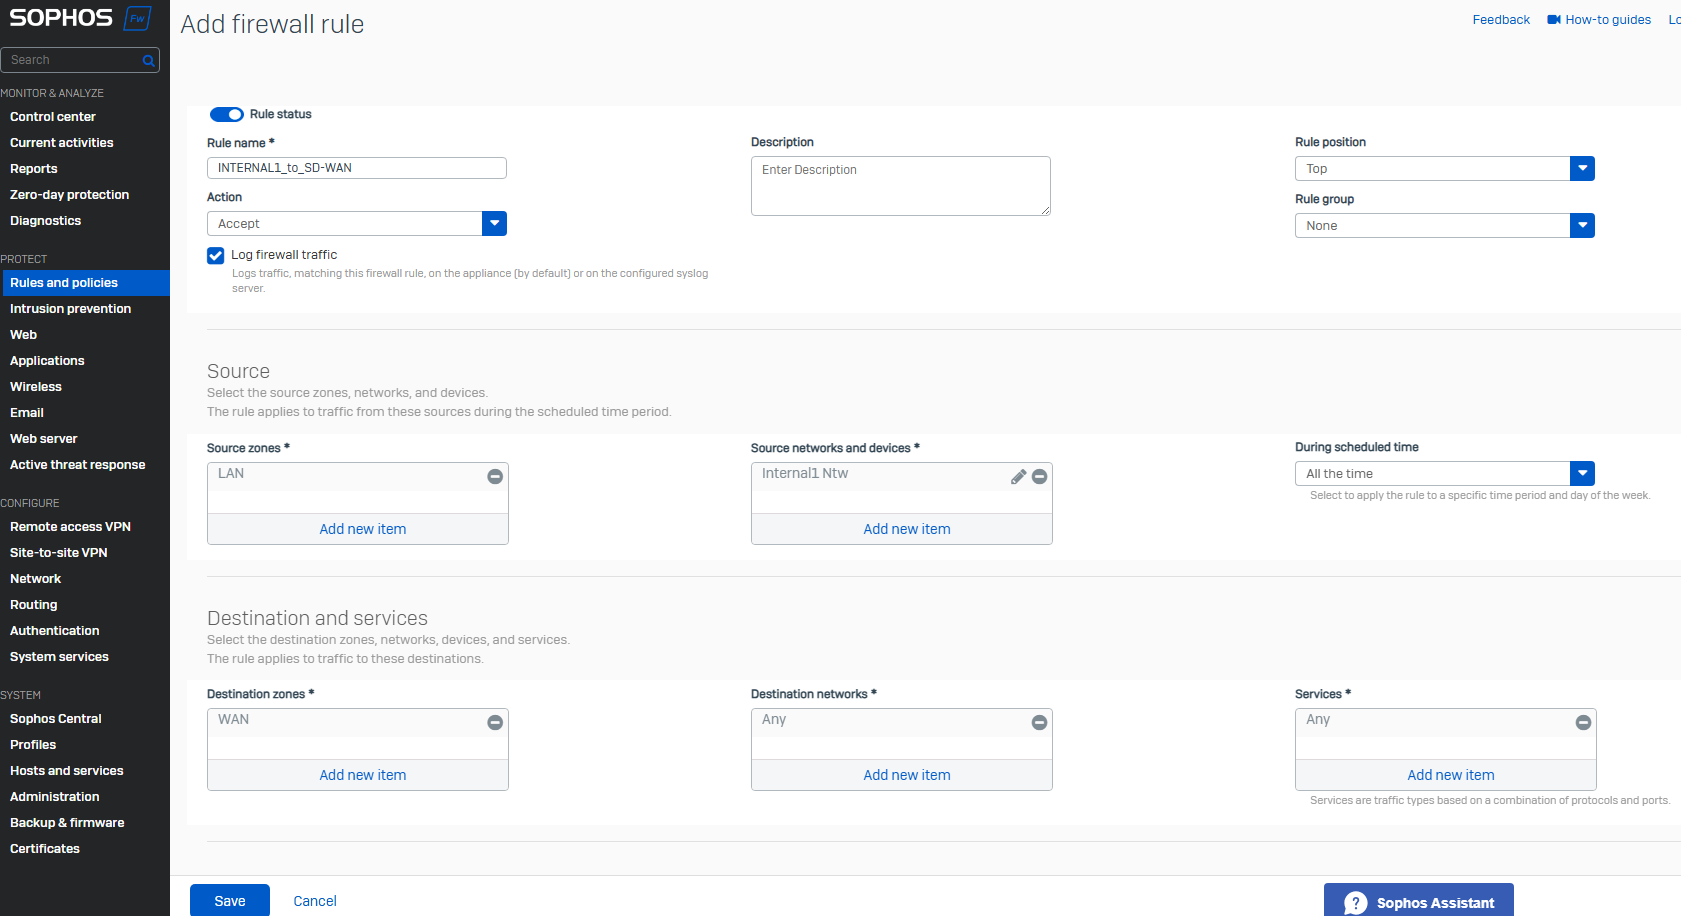 SOPHOS Fw
Search
MONITOR & ANALYZE
Control center
Current activities
Reports
Zero-day protection
Diagnostics
PROTECT
Rules and policies
Intrusion prevention
Web
Applications
Wireless
Email
Web server
Active threat response
CONFIGURE
Remote access VPN
Site-to-site VPN
Network
Routing
Authentication
System services
SYSTEM
Sophos Central
Profiles
Hosts and services
Administration
Backup & firmware
Certificates
Add firewall rule
Feedback How-to guides Lo
Rule status
Rule name *
INTERNAL1_to_SD-WAN
Action
Accept
Log firewall traffic
Logs traffic, matching this firewall rule, on the appliance (by default) or on the configured syslog
server.
Description
Enter Description
Rule position
Top
Rule group
None
Source
Select the source zones, networks, and devices.
The rule applies to traffic from these sources during the scheduled time period.
Source zones *
LAN
Add new item
Source networks and devices *
Internal1 Ntw
Add new item
During scheduled time
All the time
Select to apply the rule to a specific time period and day of the week.
Destination and services
Select the destination zones, networks, devices, and services.
The rule applies to traffic to these destinations.
Destination zones *
WAN
Add new item
Destination networks *
Any
Add new item
Services *
Any
Add new item
Services are traffic types based on a combination of protocols and ports.
Save Cancel
? Sophos Assistant